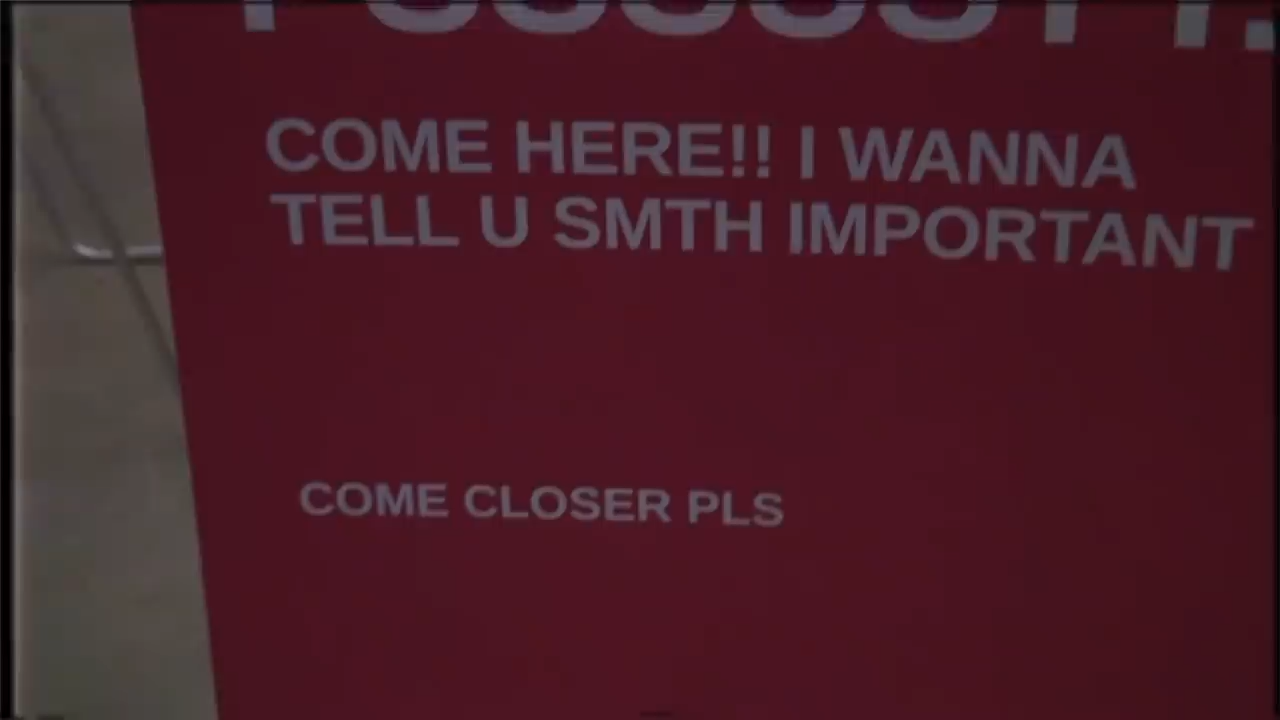 COME HERE!! I WANNA
TELL U SMTH IMPORTANT
COME CLOSER PLS